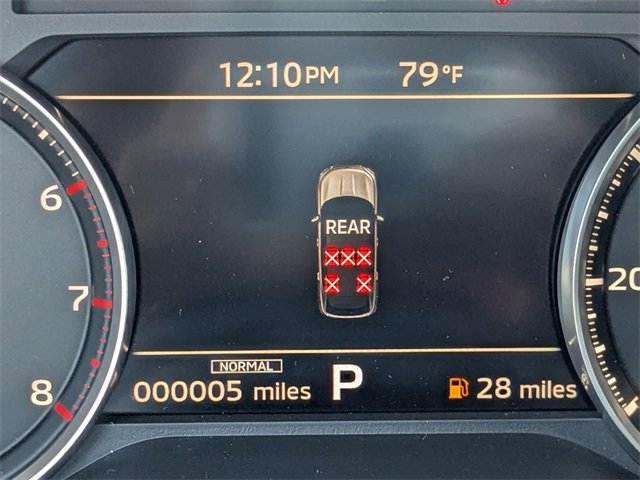 12:10PM 79°F
REAR
6
7
8
20
NORMAL
000005 miles P 28 miles